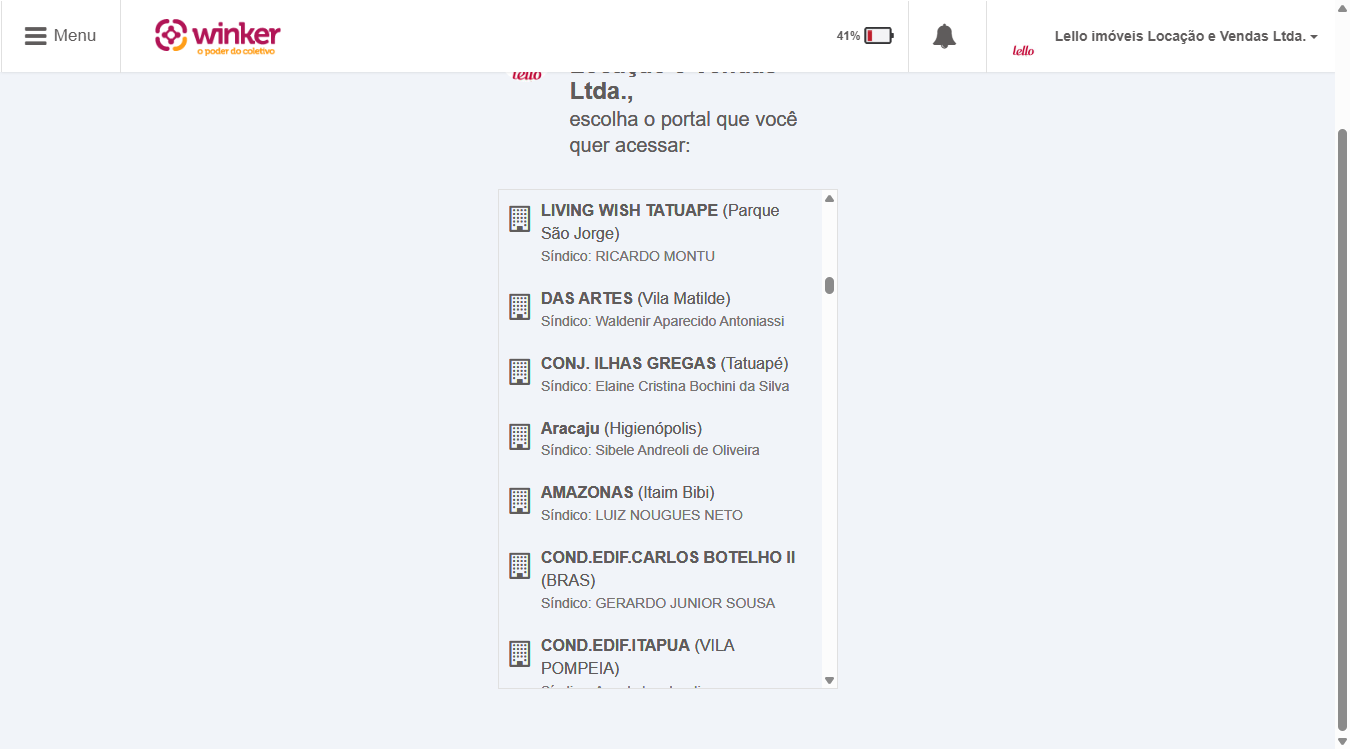 Menu
winker
o poder do coletivo
41%
lello
Lello imóveis Locação e Vendas Ltda.
lello
Locação e Vendas
Ltda.,
escolha o portal que você
quer acessar:
LIVING WISH TATUAPE (Parque
São Jorge)
Síndico: RICARDO MONTU
DAS ARTES (Vila Matilde)
Síndico: Waldenir Aparecido Antoniassi
CONJ. ILHAS GREGAS (Tatuapé)
Síndico: Elaine Cristina Bochini da Silva
Aracaju (Higienópolis)
Síndico: Sibele Andreoli de Oliveira
AMAZONAS (Itaim Bibi)
Síndico: LUIZ NOUGUES NETO
COND.EDIF.CARLOS BOTELHO II
(BRAS)
Síndico: GERARDO JUNIOR SOUSA
COND.EDIF.ITAPUA (VILA
POMPEIA)